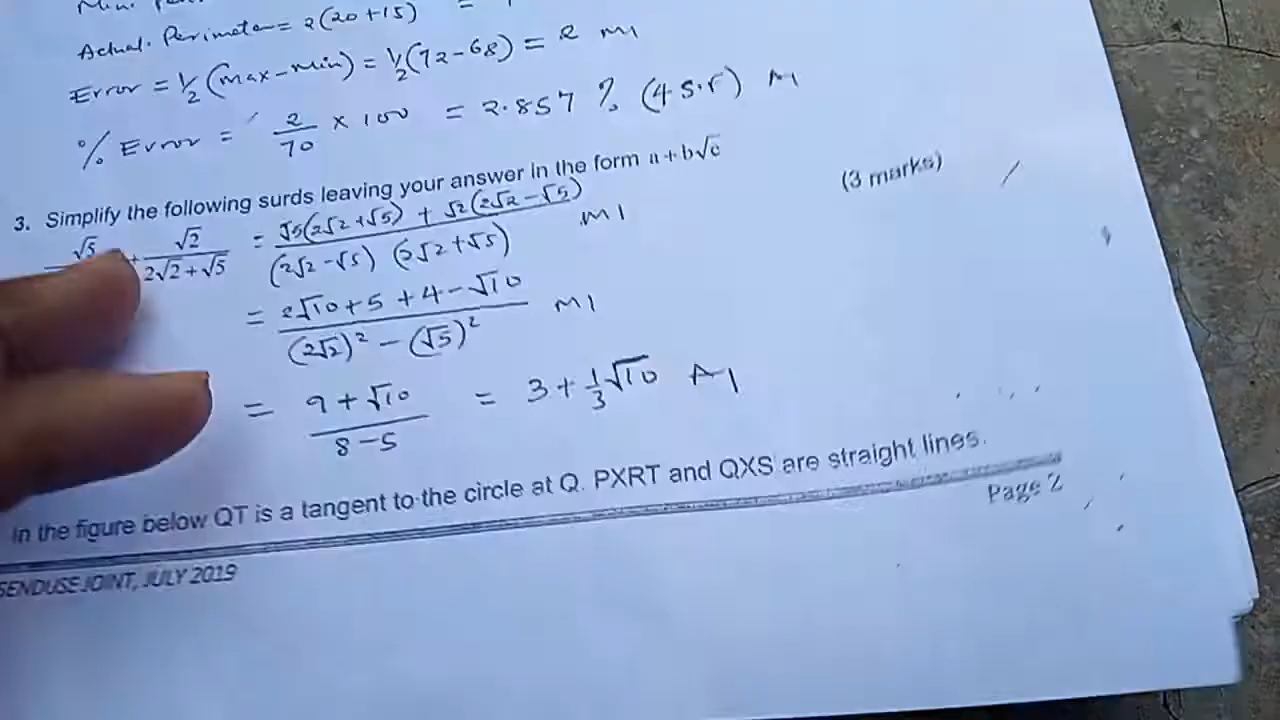 Actual. Perimeter = 2(20+15) =
Error = ½(max-min) = ½(72-68) = 2 M1
% Error = 2/70 × 100 = 2.857 % (4 s.f) A1
3. Simplify the following surds leaving your answer in the form a+b√c (3 marks)
√5 + √2/(2√2+√5) = (√5(2√2+√5) + √2(2√2-√5))/((2√2-√5)(2√2+√5)) M1
= (2√10+5+4-√10)/((2√2)²-(√5)²) M1
= (9+√10)/(8-5) = 3+⅓√10 A1
In the figure below QT is a tangent to the circle at Q. PXRT and QXS are straight lines.
Page 2
SENDUSE JOINT, JULY 2019